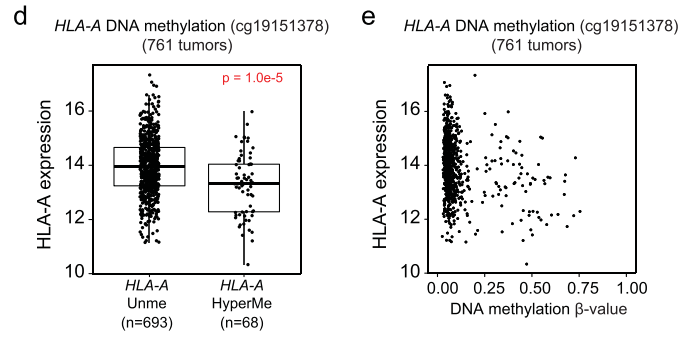 d
HLA-A DNA methylation (cg19151378)
(761 tumors)
p = 1.0e-5
HLA-A expression
16
14
12
10
HLA-A
Unme
(n=693)
HLA-A
HyperMe
(n=68)
e
HLA-A DNA methylation (cg19151378)
(761 tumors)
HLA-A expression
16
14
12
10
0.00 0.25 0.50 0.75 1.00
DNA methylation β-value